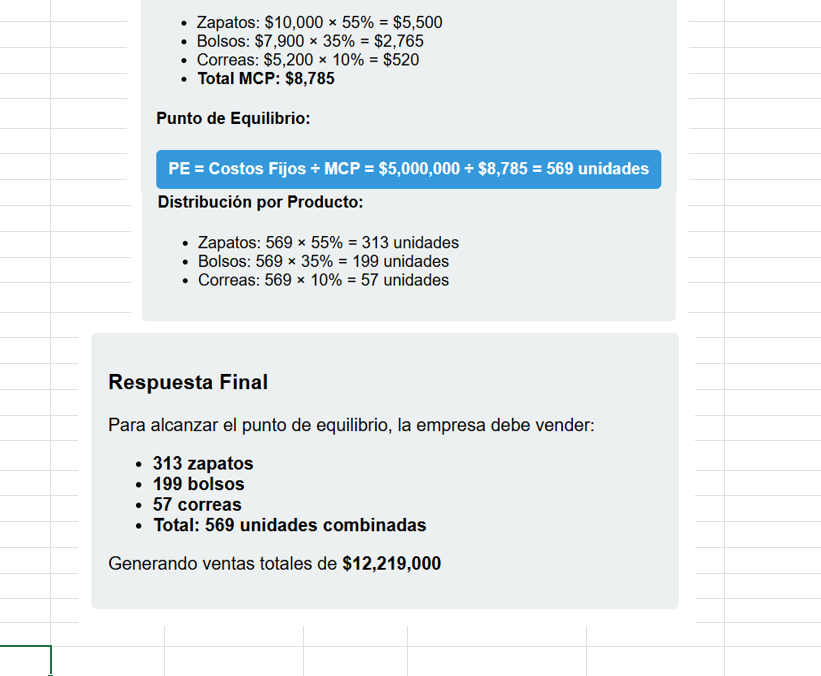 • Zapatos: $10,000 × 55% = $5,500
• Bolsos: $7,900 × 35% = $2,765
• Correas: $5,200 × 10% = $520
• Total MCP: $8,785
Punto de Equilibrio:
PE = Costos Fijos ÷ MCP = $5,000,000 ÷ $8,785 = 569 unidades
Distribución por Producto:
• Zapatos: 569 × 55% = 313 unidades
• Bolsos: 569 × 35% = 199 unidades
• Correas: 569 × 10% = 57 unidades
Respuesta Final
Para alcanzar el punto de equilibrio, la empresa debe vender:
• 313 zapatos
• 199 bolsos
• 57 correas
• Total: 569 unidades combinadas
Generando ventas totales de $12,219,000